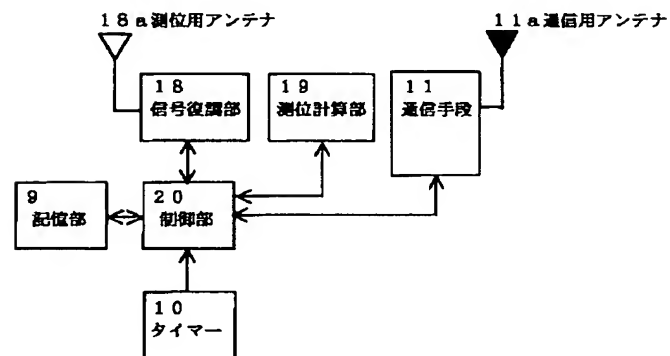 18a測位用アンテナ
11a通信用アンテナ
18
信号復調部
19
測位計算部
11
通信手段
9
記憶部
20
制御部
10
タイマー